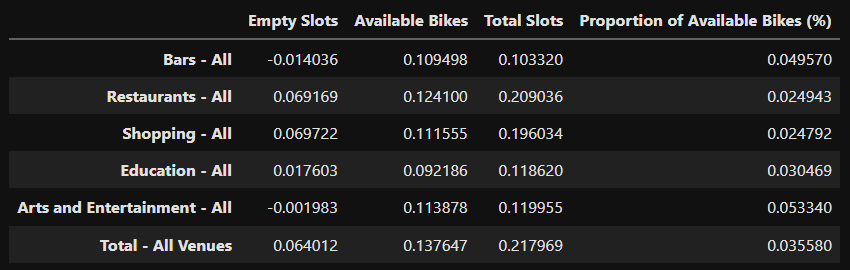 Empty Slots Available Bikes Total Slots Proportion of Available Bikes (%)
Bars - All -0.014036 0.109498 0.103320 0.049570
Restaurants - All 0.069169 0.124100 0.209036 0.024943
Shopping - All 0.069722 0.111555 0.196034 0.024792
Education - All 0.017603 0.092186 0.118620 0.030469
Arts and Entertainment - All -0.001983 0.113878 0.119955 0.053340
Total - All Venues 0.064012 0.137647 0.217969 0.035580